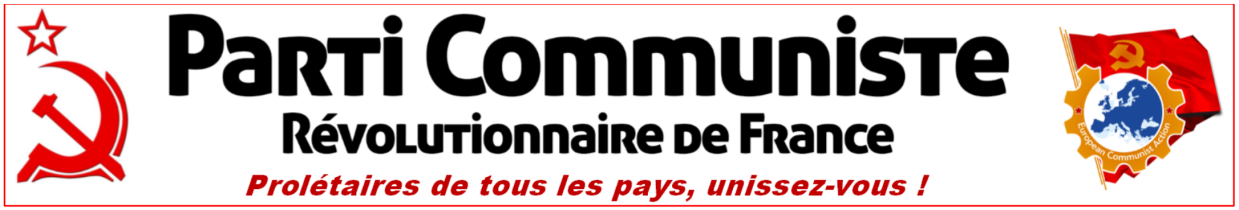 Parti Communiste
Révolutionnaire de France
Prolétaires de tous les pays, unissez-vous !
European Communist Action